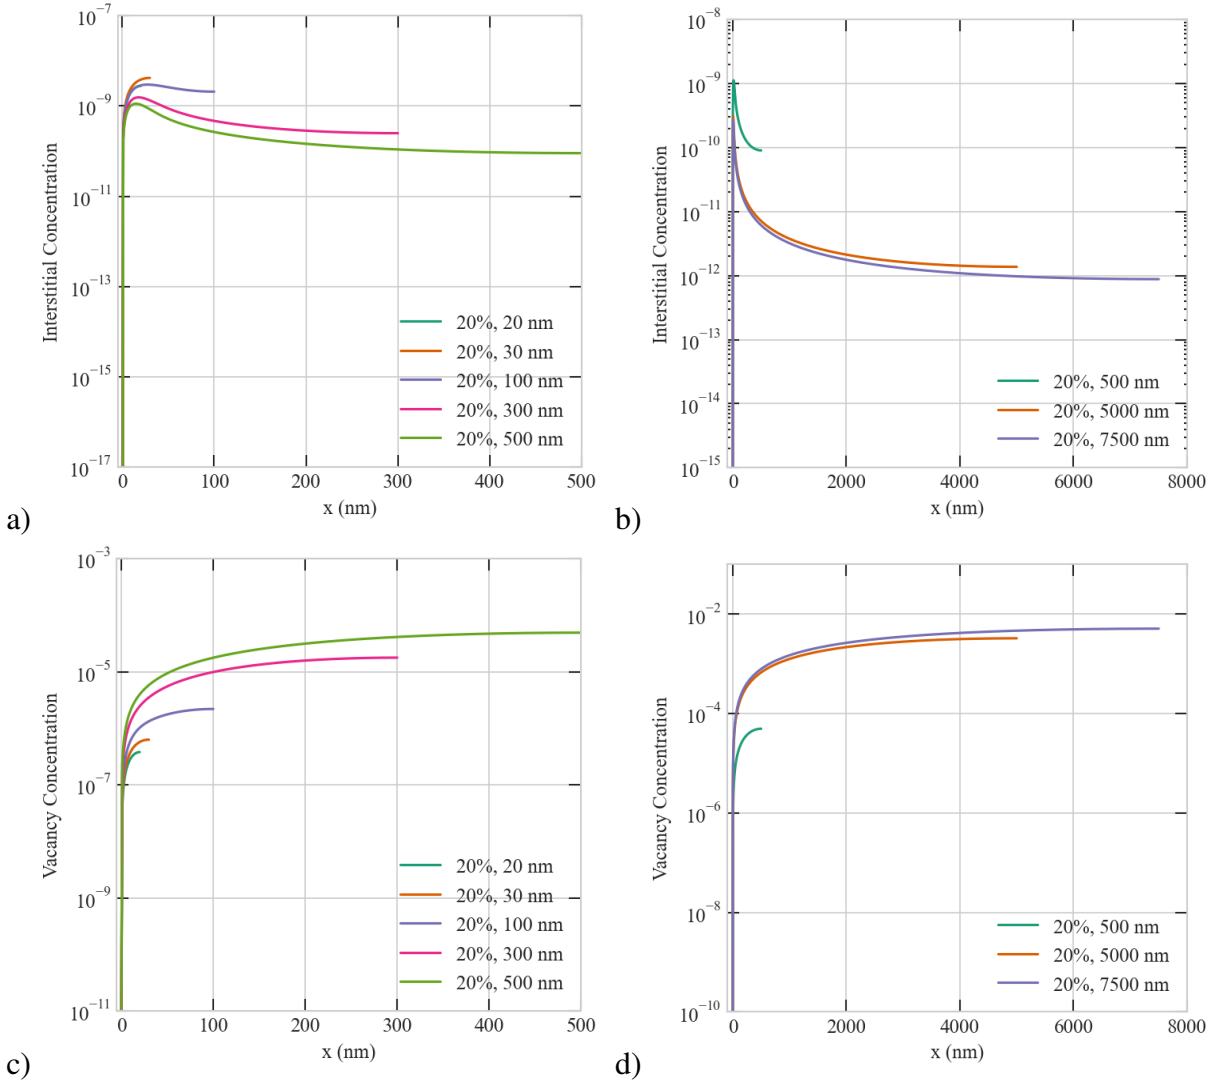 10⁻⁷
10⁻⁹
10⁻¹¹
10⁻¹³
10⁻¹⁵
10⁻¹⁷
Interstitial Concentration
20%, 20 nm
20%, 30 nm
20%, 100 nm
20%, 300 nm
20%, 500 nm
0 100 200 300 400 500
x (nm)
a)
10⁻⁸
10⁻⁹
10⁻¹⁰
10⁻¹¹
10⁻¹²
10⁻¹³
10⁻¹⁴
10⁻¹⁵
Interstitial Concentration
20%, 500 nm
20%, 5000 nm
20%, 7500 nm
0 2000 4000 6000 8000
x (nm)
b)
10⁻³
10⁻⁵
10⁻⁷
10⁻⁹
10⁻¹¹
Vacancy Concentration
20%, 20 nm
20%, 30 nm
20%, 100 nm
20%, 300 nm
20%, 500 nm
0 100 200 300 400 500
x (nm)
c)
10⁻²
10⁻⁴
10⁻⁶
10⁻⁸
10⁻¹⁰
Vacancy Concentration
20%, 500 nm
20%, 5000 nm
20%, 7500 nm
0 2000 4000 6000 8000
x (nm)
d)